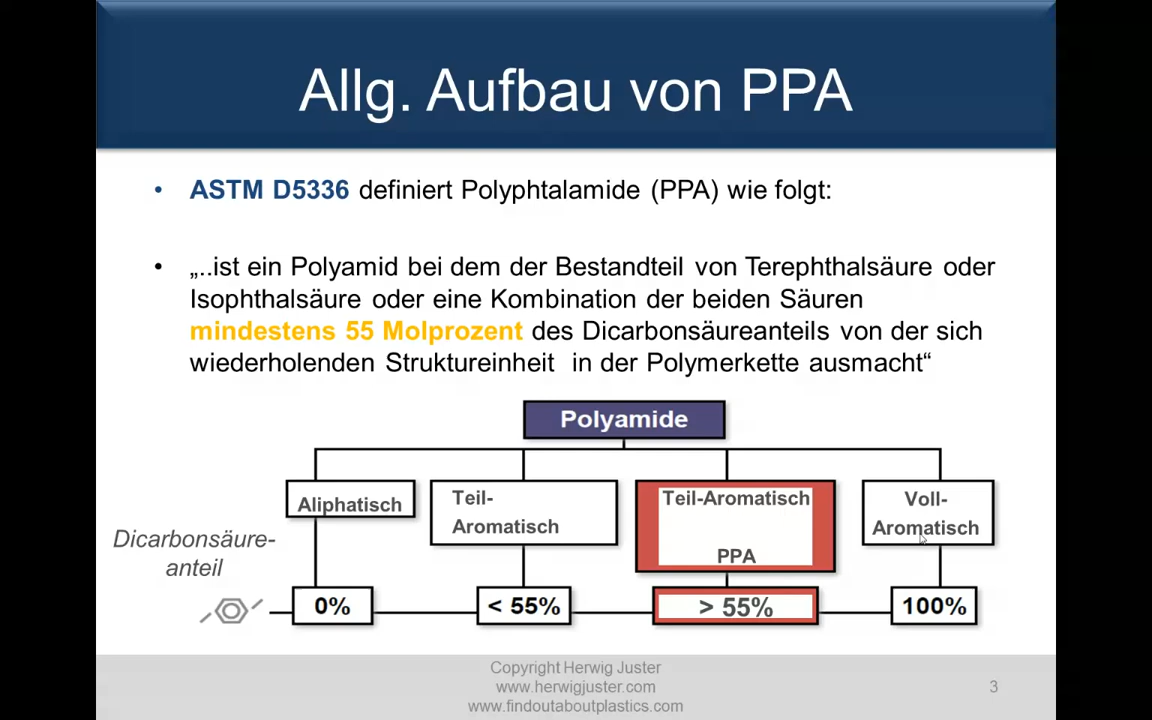 Allg. Aufbau von PPA
• ASTM D5336 definiert Polyphtalamide (PPA) wie folgt:
• „..ist ein Polyamid bei dem der Bestandteil von Terephthalsäure oder
Isophthalsäure oder eine Kombination der beiden Säuren
mindestens 55 Molprozent des Dicarbonsäureanteils von der sich
wiederholenden Struktureinheit in der Polymerkette ausmacht“
Polyamide
Aliphatisch
Teil-
Aromatisch
Teil-Aromatisch
PPA
Voll-
Aromatisch
Dicarbonsäure-
anteil
0%
< 55%
> 55%
100%
Copyright Herwig Juster
www.herwigjuster.com
www.findoutaboutplastics.com
3